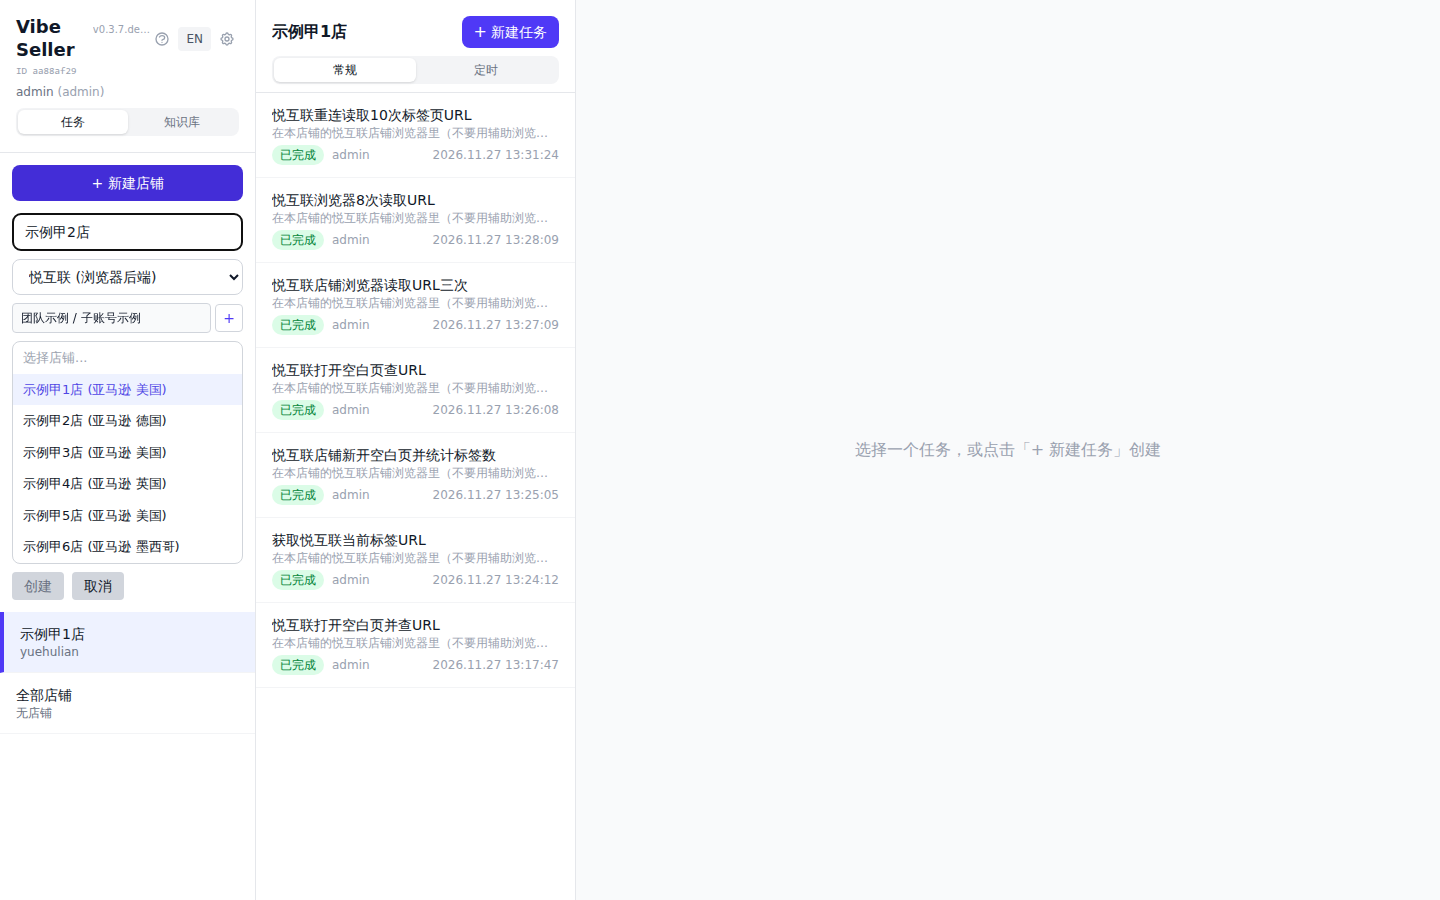 Vibe Seller
v0.3.7.de...
EN
ID aa88af29
admin (admin)
任务
知识库
+ 新建店铺
示例甲2店
悦互联 (浏览器后端)
团队示例 / 子账号示例
+
选择店铺...
示例甲1店 (亚马逊 美国)
示例甲2店 (亚马逊 德国)
示例甲3店 (亚马逊 美国)
示例甲4店 (亚马逊 英国)
示例甲5店 (亚马逊 美国)
示例甲6店 (亚马逊 墨西哥)
创建
取消
示例甲1店
yuehulian
全部店铺
无店铺
示例甲1店
+ 新建任务
常规
定时
悦互联重连读取10次标签页URL
在本店铺的悦互联店铺浏览器里（不要用辅助浏览...
已完成 admin 2026.11.27 13:31:24
悦互联浏览器8次读取URL
在本店铺的悦互联店铺浏览器里（不要用辅助浏览...
已完成 admin 2026.11.27 13:28:09
悦互联店铺浏览器读取URL三次
在本店铺的悦互联店铺浏览器里（不要用辅助浏览...
已完成 admin 2026.11.27 13:27:09
悦互联打开空白页查URL
在本店铺的悦互联店铺浏览器里（不要用辅助浏览...
已完成 admin 2026.11.27 13:26:08
悦互联店铺新开空白页并统计标签数
在本店铺的悦互联店铺浏览器里（不要用辅助浏览...
已完成 admin 2026.11.27 13:25:05
获取悦互联当前标签URL
在本店铺的悦互联店铺浏览器里（不要用辅助浏览...
已完成 admin 2026.11.27 13:24:12
悦互联打开空白页并查URL
在本店铺的悦互联店铺浏览器里（不要用辅助浏览...
已完成 admin 2026.11.27 13:17:47
选择一个任务，或点击「+ 新建任务」创建